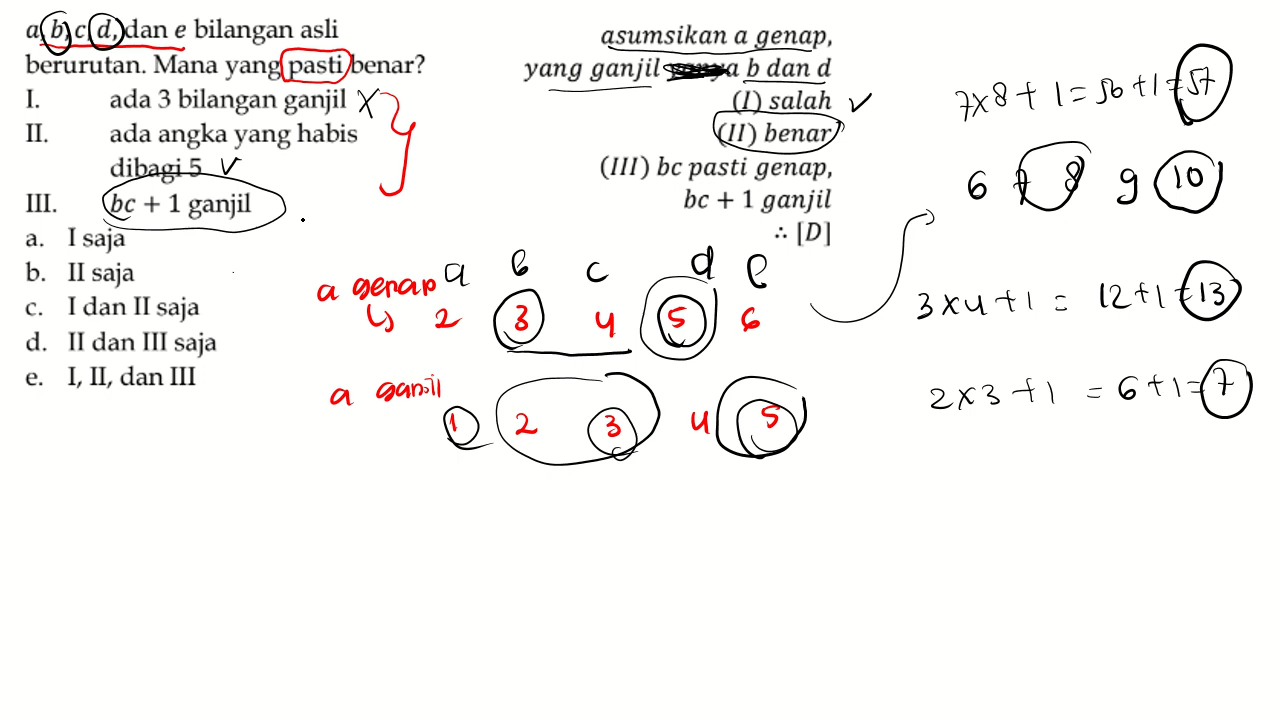 a, b, c, d, dan e bilangan asli
berurutan. Mana yang pasti benar?
I. ada 3 bilangan ganjil X
II. ada angka yang habis
dibagi 5 ✓
III. bc + 1 ganjil
a. I saja
b. II saja
c. I dan II saja
d. II dan III saja
e. I, II, dan III
asumsikan a genap,
yang ganjil a b dan d
(I) salah ✓
(II) benar
(III) bc pasti genap,
bc + 1 ganjil
∴ [D]
a b c d e
a genap
↳ 2 3 4 5 6
a ganjil
1 2 3 4 5
7x8 + 1 = 56 + 1 = 57
6 7 8 9 10
3 x 4 + 1 = 12 + 1 = 13
2 x 3 + 1 = 6 + 1 = 7